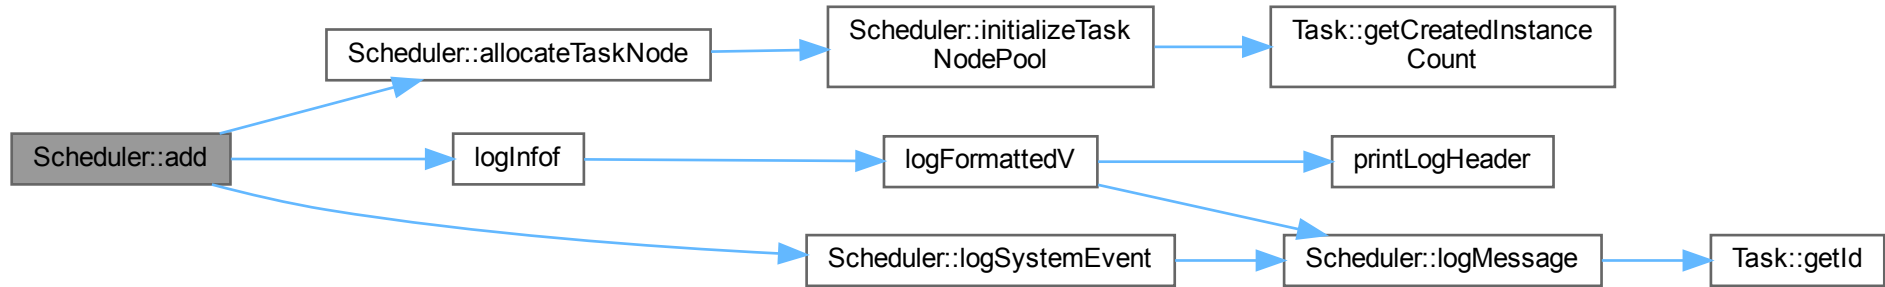 Scheduler::add
Scheduler::allocateTaskNode
Scheduler::initializeTask
NodePool
Task::getCreatedInstance
Count
logInfof
logFormattedV
printLogHeader
Scheduler::logSystemEvent
Scheduler::logMessage
Task::getId